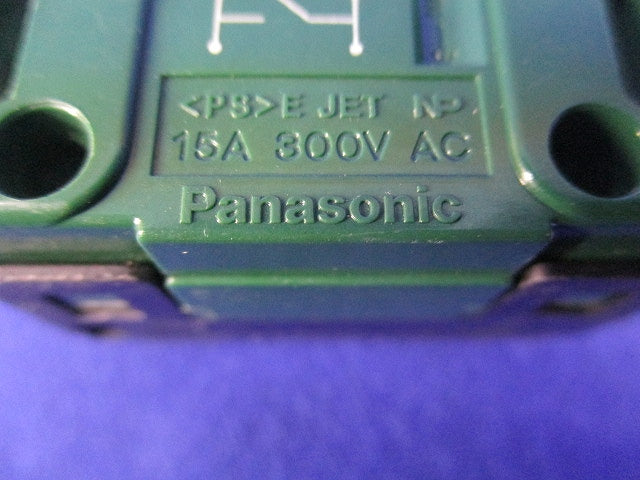 <PS>E JET NP
15A 300V AC
Panasonic